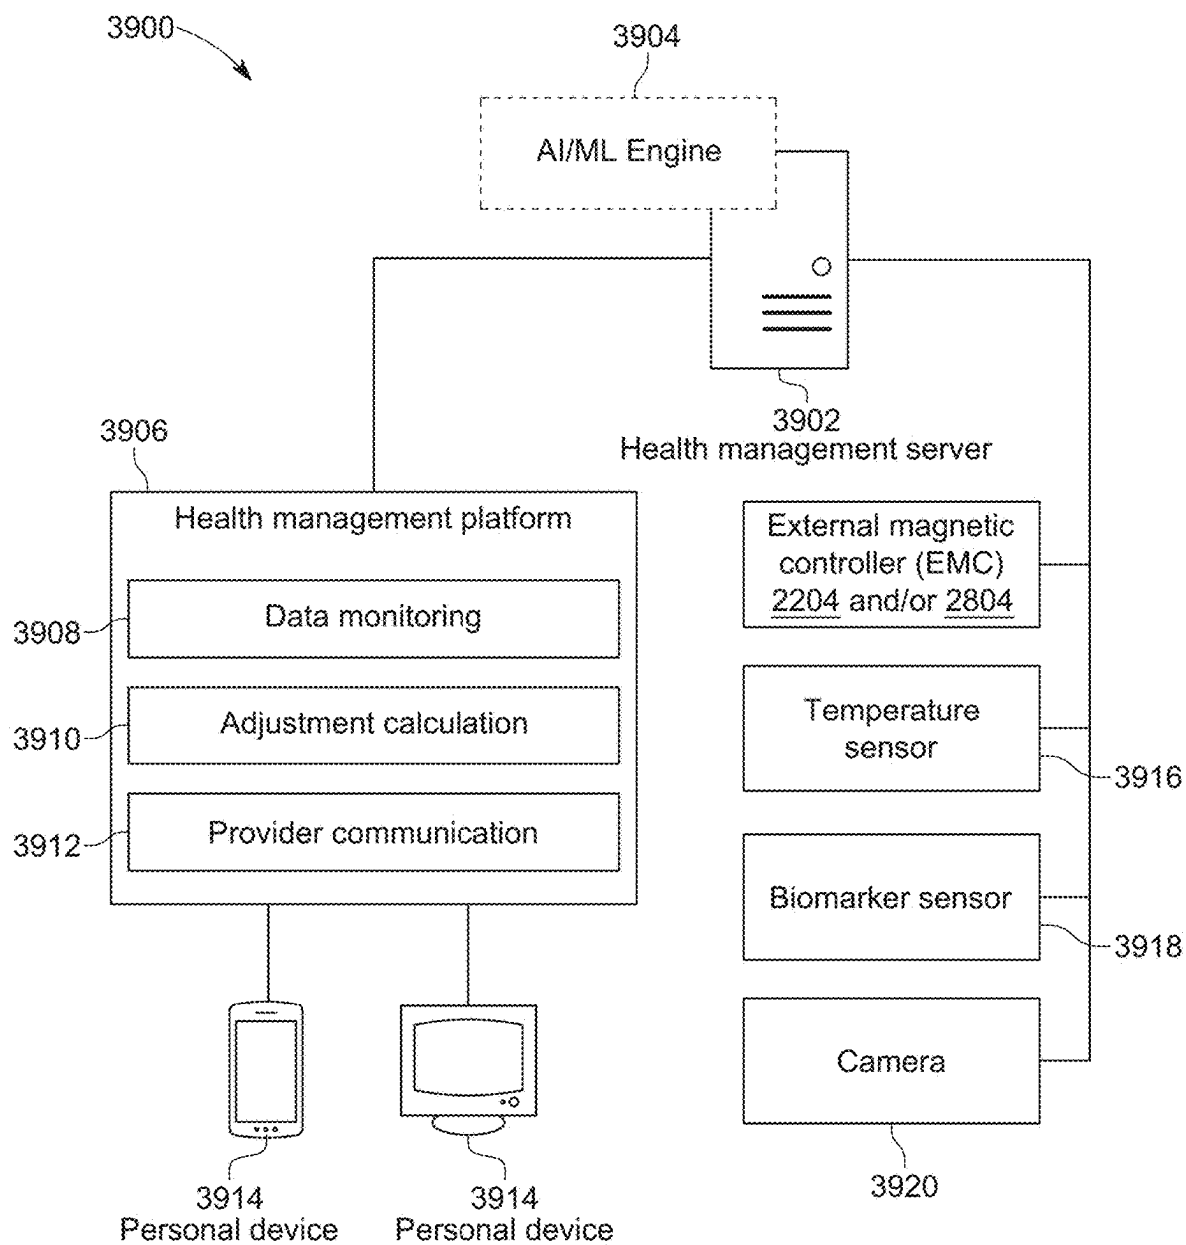 3900
3904
AI/ML Engine
3902
Health management server
3906
Health management platform
Data monitoring
3908
Adjustment calculation
3910
Provider communication
3912
3914
Personal device
3914
Personal device
External magnetic
controller (EMC)
2204 and/or 2804
Temperature
sensor
3916
Biomarker sensor
3918
Camera
3920